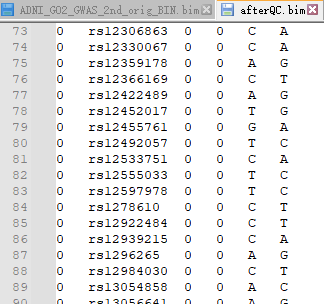 ADNI_GO2_GWAS_2nd_orig_BIN.bim afterQC.bim
73 0 rs12306863 0 0 C A
74 0 rs12330067 0 0 C A
75 0 rs12359178 0 0 A G
76 0 rs12366169 0 0 C T
77 0 rs12422489 0 0 A G
78 0 rs12452017 0 0 T G
79 0 rs12455761 0 0 G A
80 0 rs12492057 0 0 T C
81 0 rs12533751 0 0 C A
82 0 rs12555033 0 0 T C
83 0 rs12597978 0 0 T C
84 0 rs1278610 0 0 C T
85 0 rs12922484 0 0 C T
86 0 rs12939215 0 0 C A
87 0 rs1296265 0 0 A G
88 0 rs12984030 0 0 C T
89 0 rs13054858 0 0 A C
90 0 rs13056641 0 0 A G